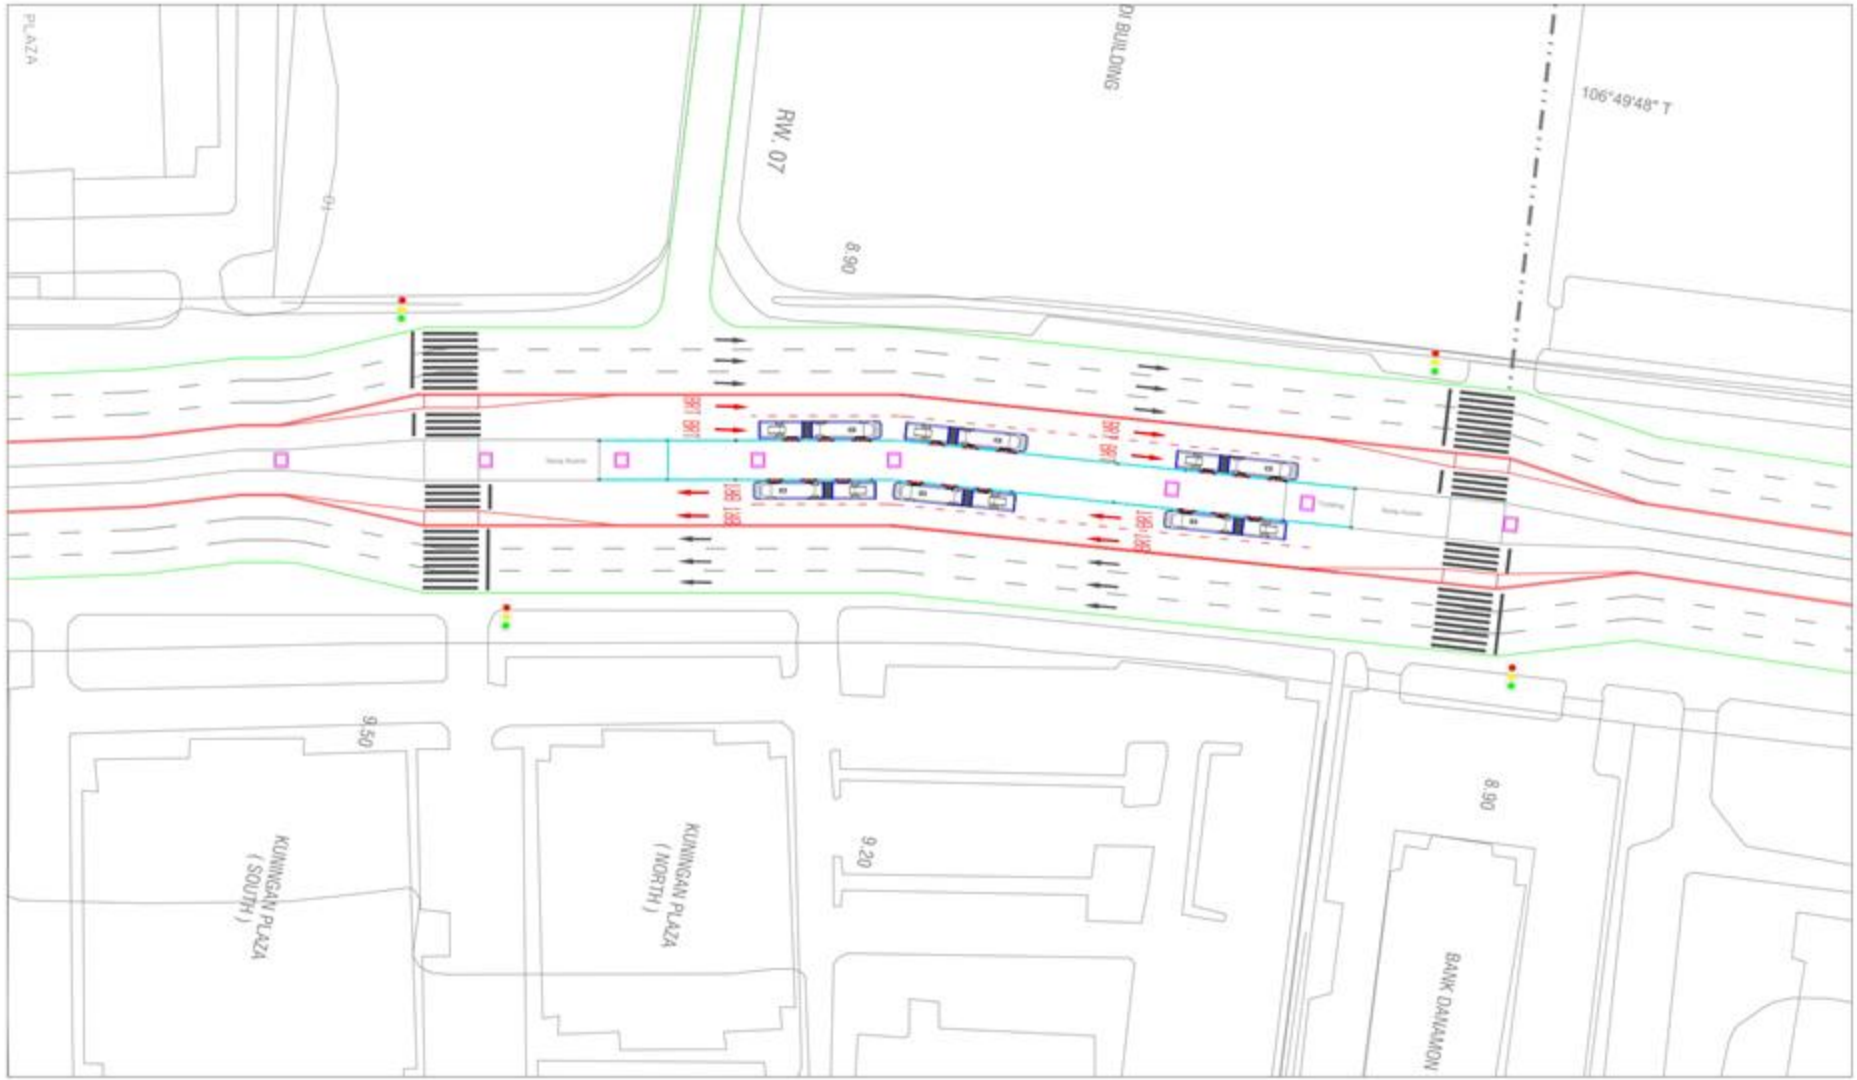 PLAZA
DI BUILDING
106°49'48" T
RW. 07
8.90
BRT BRT
BRT BRT
BRT BRT
BRT BRT
9.50
8.90
9.20
KUNINGAN PLAZA
( SOUTH )
KUNINGAN PLAZA
( NORTH )
BANK DANAMON